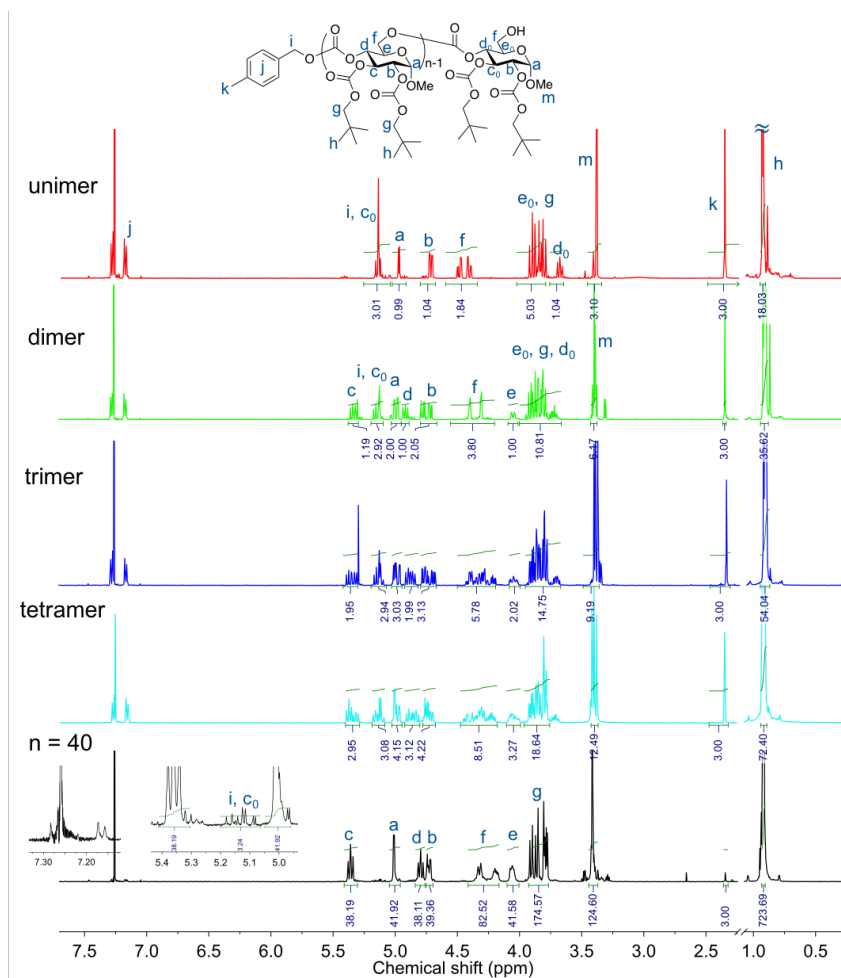 f
O
OH
O
O
f
i
d
O
e
O
d₀
O
e₀
O
j
O
O
a
n-1
O
a
c
b
O
c₀
b
O
k
O
OMe
O
OMe
O
O
O
O
m
O
O
O
O
g
g
h
h
unimer
j
i, c₀
a
b
f
e₀, g
d₀
m
k
h
≈
3.01
0.99
1.04
1.84
5.03
1.04
3.10
3.00
18.03
dimer
c
i, c₀
a
d
b
f
e
e₀, g, d₀
m
1.19
2.92
2.00
1.00
2.05
3.80
1.00
10.81
6.17
3.00
35.62
trimer
1.95
2.94
3.03
1.99
3.13
5.78
2.02
14.75
9.19
3.00
54.04
tetramer
2.95
3.08
4.15
3.12
4.22
8.51
3.27
18.64
12.49
3.00
72.40
n = 40
i, c₀
38.19
3.24
41.92
7.30 7.20
5.4 5.3 5.2 5.1 5.0
c
a
d
b
f
e
g
38.19
41.92
38.11
39.36
82.52
41.58
174.57
124.60
3.00
723.69
7.5 7.0 6.5 6.0 5.5 5.0 4.5 4.0 3.5 3.0 2.5 1.0 0.5
Chemical shift (ppm)